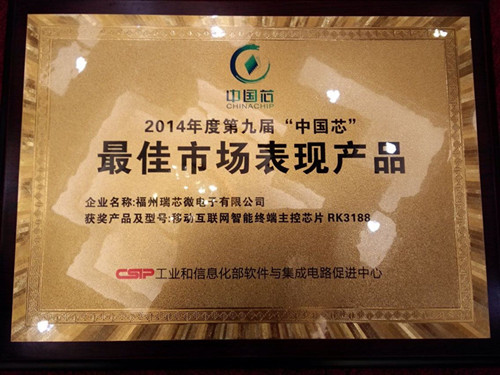 中国芯
CHINACHIP
2014年度第九届“中国芯”
最佳市场表现产品
企业名称:福州瑞芯微电子有限公司
获奖产品及型号:移动互联网智能终端主控芯片 RK3188
CSIP 工业和信息化部软件与集成电路促进中心